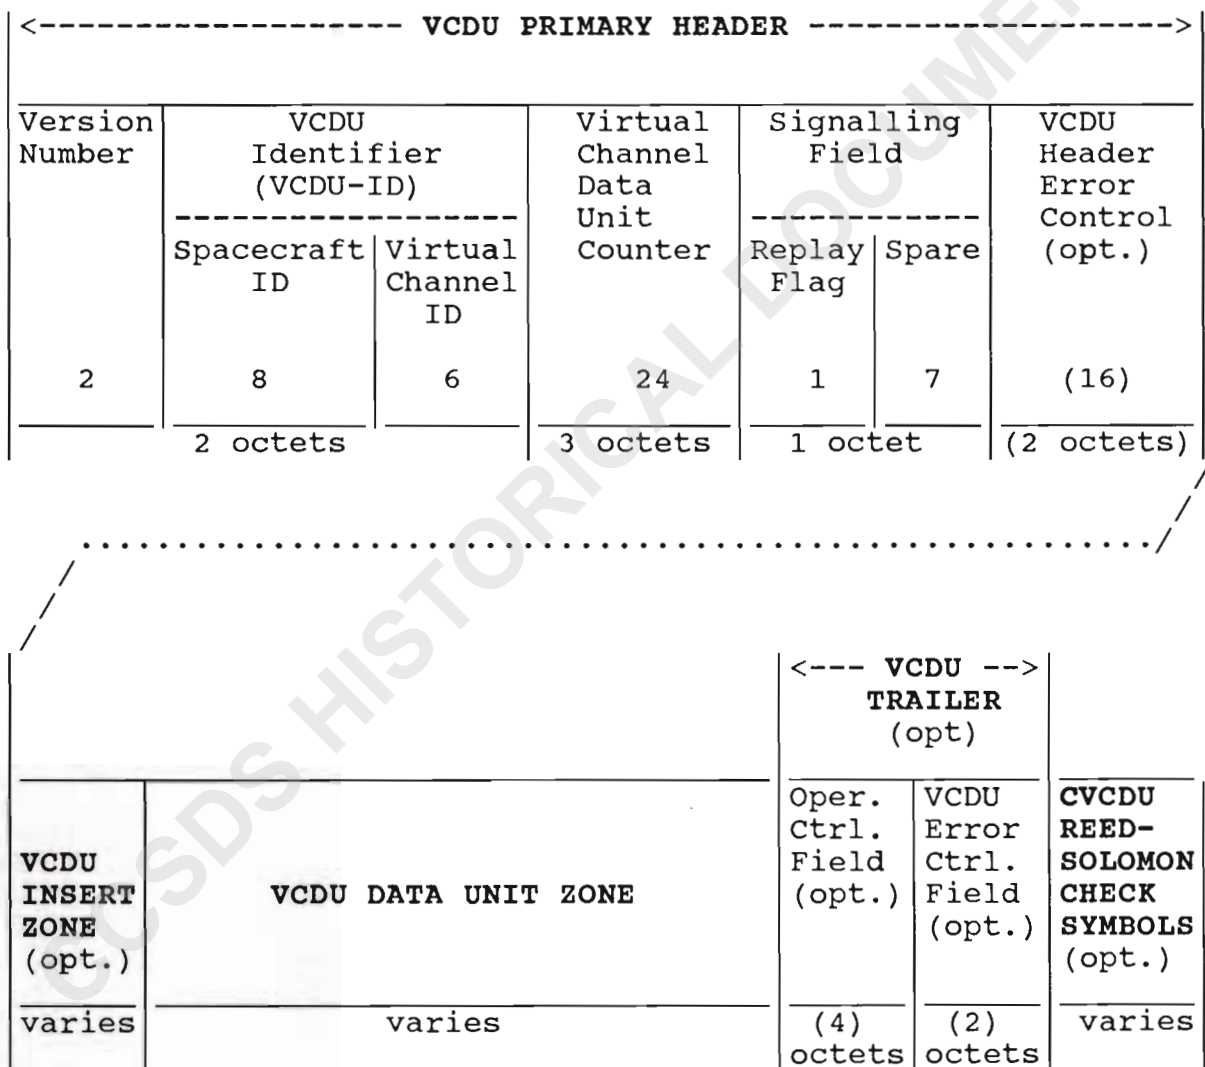 <------------------- VCDU PRIMARY HEADER ------------------>
Version Number
VCDU Identifier (VCDU-ID)
Spacecraft ID
Virtual Channel ID
Virtual Channel Data Unit Counter
Signalling Field
Replay Flag
Spare
VCDU Header Error Control (opt.)
2 8 6 24 1 7 (16)
2 octets 3 octets 1 octet (2 octets)
<--- VCDU -->
TRAILER
(opt)
VCDU INSERT ZONE (opt.)
VCDU DATA UNIT ZONE
Oper. Ctrl. Field (opt.)
VCDU Error Ctrl. Field (opt.)
CVCDU REED-SOLOMON CHECK SYMBOLS (opt.)
varies varies (4) octets (2) octets varies
CCSDS HISTORICAL DOCUMEN